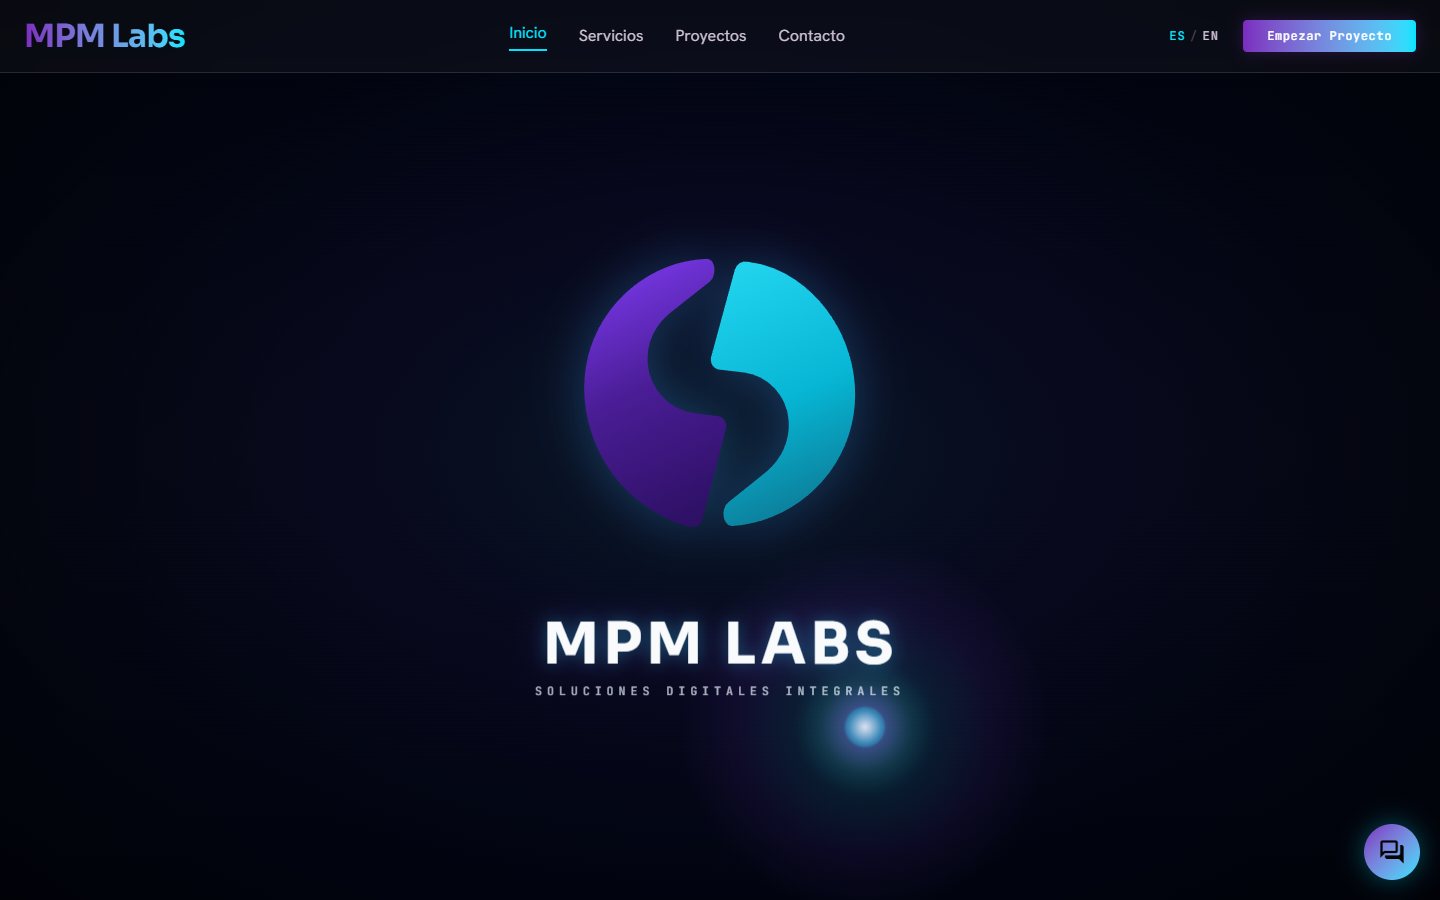 MPM Labs
Inicio
Servicios
Proyectos
Contacto
ES / EN
Empezar Proyecto
MPM LABS
SOLUCIONES DIGITALES INTEGRALES